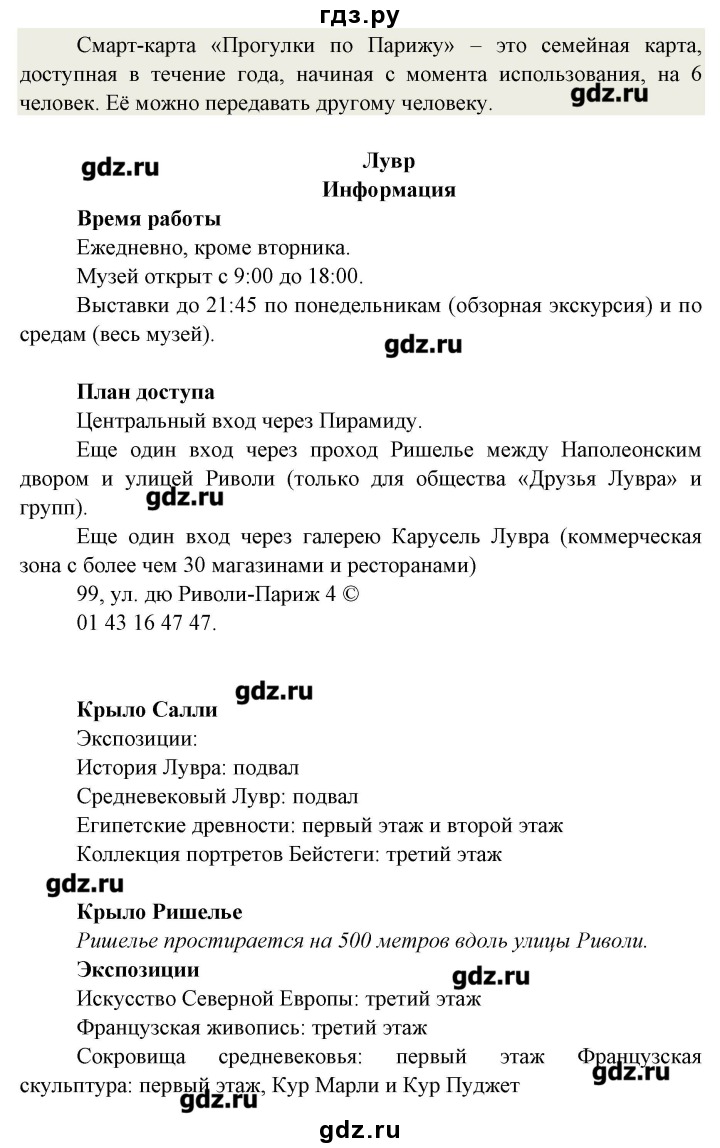 гдз.ру
Смарт-карта «Прогулки по Парижу» – это семейная карта,
доступная в течение года, начиная с момента использования, на 6
человек. Её можно передавать другому человеку.
gdz.ru
gdz.ru
Лувр
Информация
Время работы
Ежедневно, кроме вторника.
Музей открыт с 9:00 до 18:00.
Выставки до 21:45 по понедельникам (обзорная экскурсия) и по
средам (весь музей).
gdz.ru
План доступа
Центральный вход через Пирамиду.
Еще один вход через проход Ришелье между Наполеонским
двором и улицей Риволи (только для общества «Друзья Лувра» и
групп).
gdz.ru
Еще один вход через галерею Карусель Лувра (коммерческая
зона с более чем 30 магазинами и ресторанами)
99, ул. дю Риволи-Париж 4 ©
01 43 16 47 47.
gdz.ru
Крыло Салли
Экспозиции:
История Лувра: подвал
Средневековый Лувр: подвал
Египетские древности: первый этаж и второй этаж
Коллекция портретов Бейстеги: третий этаж
gdz.ru
Крыло Ришелье
Ришелье простирается на 500 метров вдоль улицы Риволи.
Экспозиции
gdz.ru
Искусство Северной Европы: третий этаж
Французская живопись: третий этаж
Сокровища средневековья: первый этаж Французская
скульптура: первый этаж, Кур Марли и Кур Пуджет
gdz.ru
gdz.ru
gdz.ru